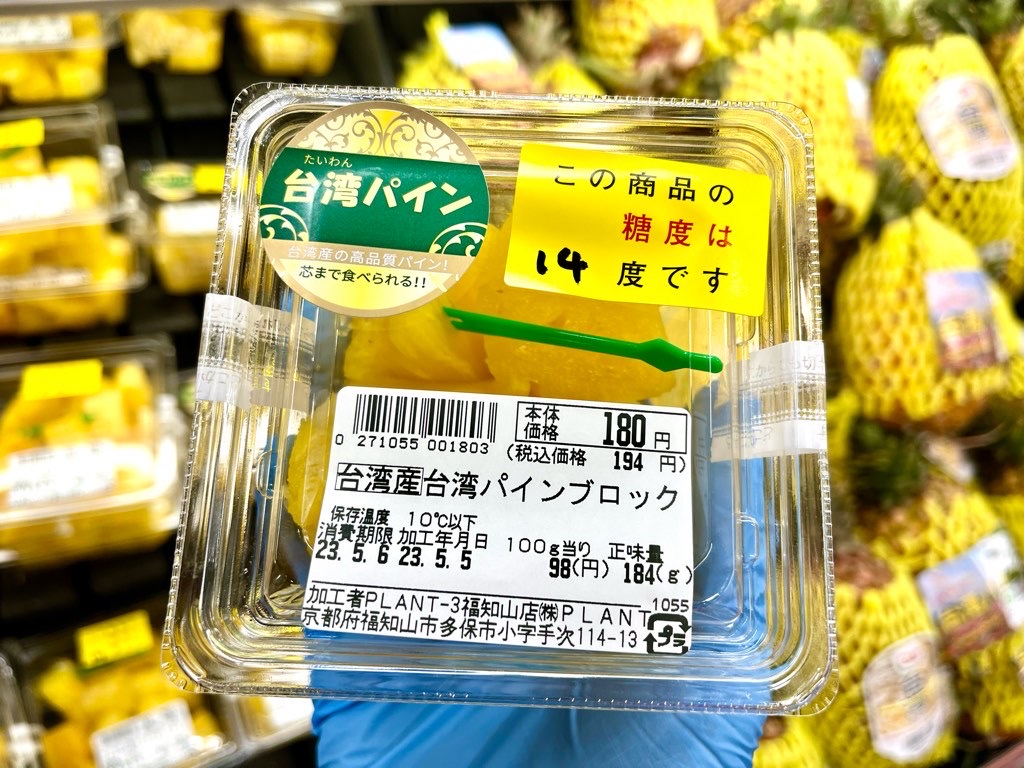 たいわん
台湾パイン
台湾産の高品質パイン!
芯まで食べられる!!
この商品の
糖度は
14 度です
0 271055 001803
本体価格 180 円
(税込価格 194 円)
台湾産台湾パインブロック
保存温度 10℃以下
消費期限 加工年月日 100g当り 正味量
23.5.6 23.5.5 98(円) 184(g)
1055
加工者PLANT-3福知山店㈱PLANT
京都府福知山市多保市小字手次114-13
プラ